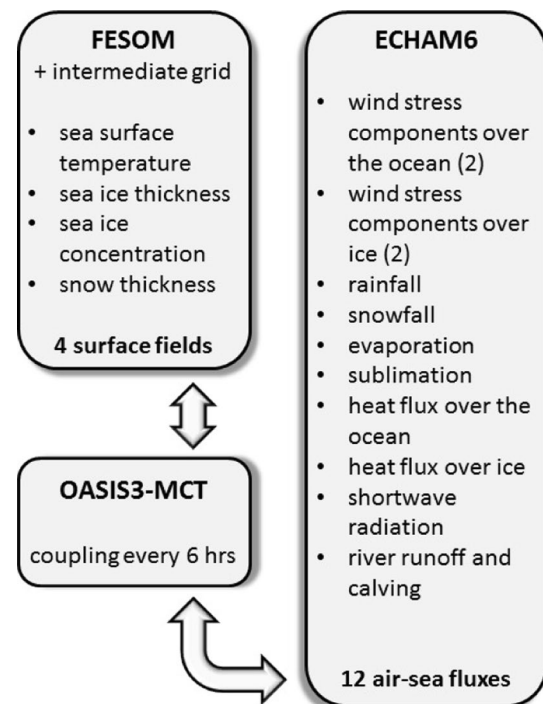 FESOM
+ intermediate grid
• sea surface
temperature
• sea ice thickness
• sea ice
concentration
• snow thickness
4 surface fields
OASIS3-MCT
coupling every 6 hrs
ECHAM6
• wind stress
components over
the ocean (2)
• wind stress
components over
ice (2)
• rainfall
• snowfall
• evaporation
• sublimation
• heat flux over the
ocean
• heat flux over ice
• shortwave
radiation
• river runoff and
calving
12 air-sea fluxes